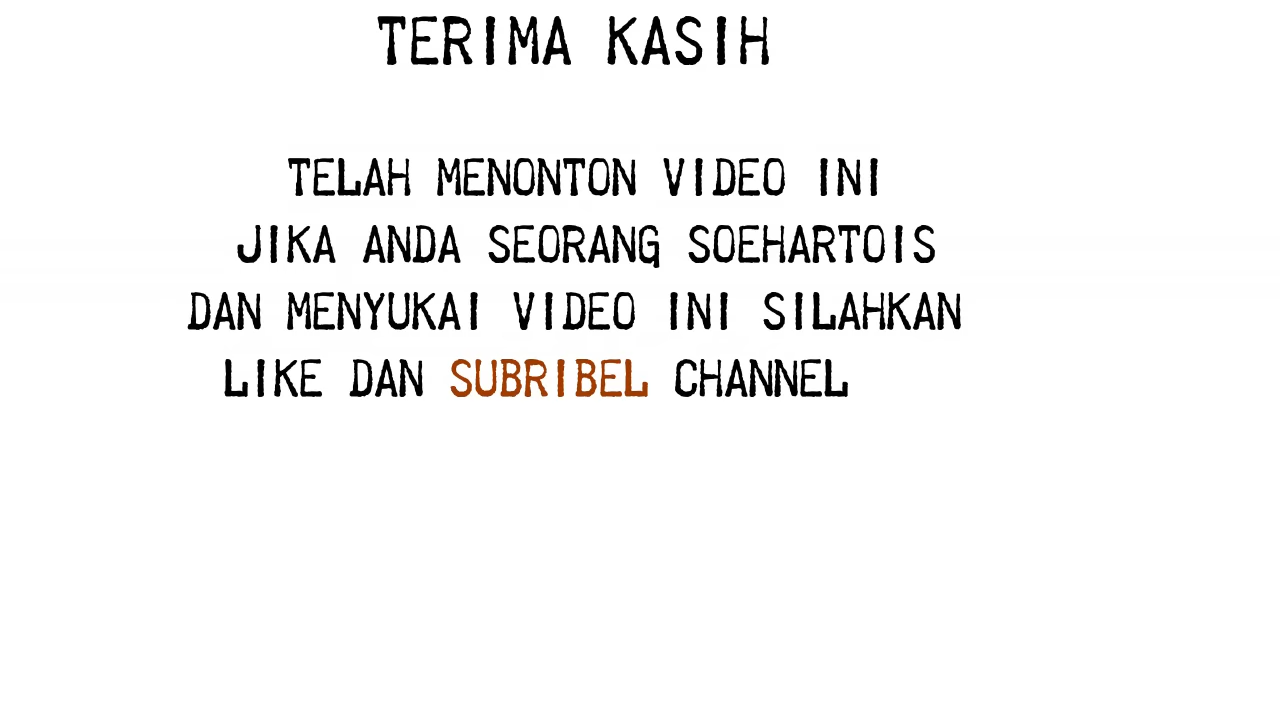 TERIMA KASIH
TELAH MENONTON VIDEO INI
JIKA ANDA SEORANG SOEHARTOIS
DAN MENYUKAI VIDEO INI SILAHKAN
LIKE DAN SUBRIBEL CHANNEL